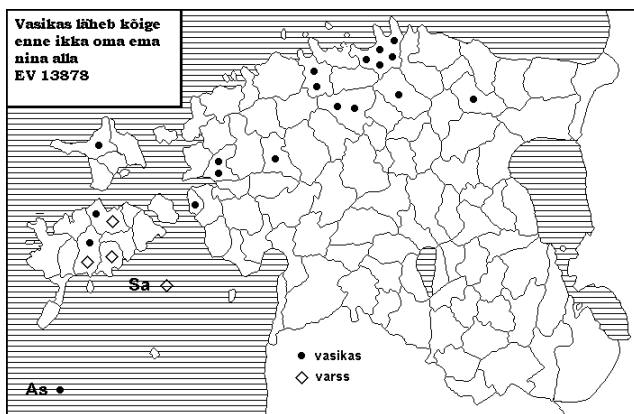 Vasikas läheb kõige
enne ikka oma ema
nina alla
EV 13878
Sa
vasikas
varss
As